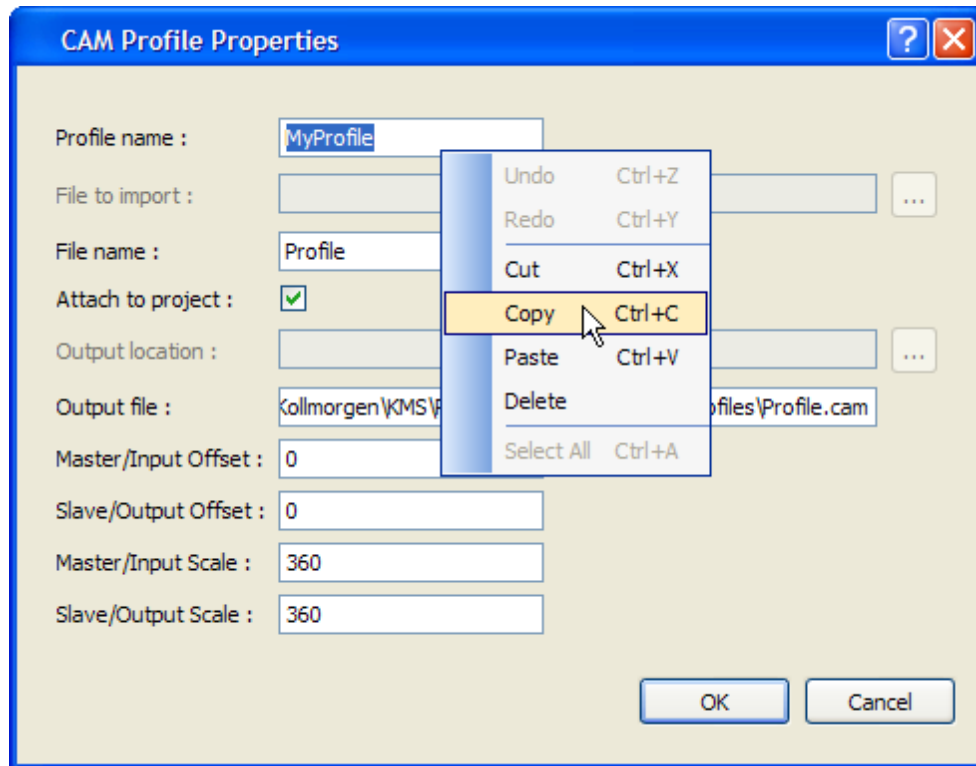 CAM Profile Properties
Profile name : MyProfile
File to import : ...
File name : Profile
Attach to project :
Output location : ...
Output file : Kollmorgen\KMS\ ofiles\Profile.cam
Master/Input Offset : 0
Slave/Output Offset : 0
Master/Input Scale : 360
Slave/Output Scale : 360
Undo Ctrl+Z
Redo Ctrl+Y
Cut Ctrl+X
Copy Ctrl+C
Paste Ctrl+V
Delete
Select All Ctrl+A
OK Cancel